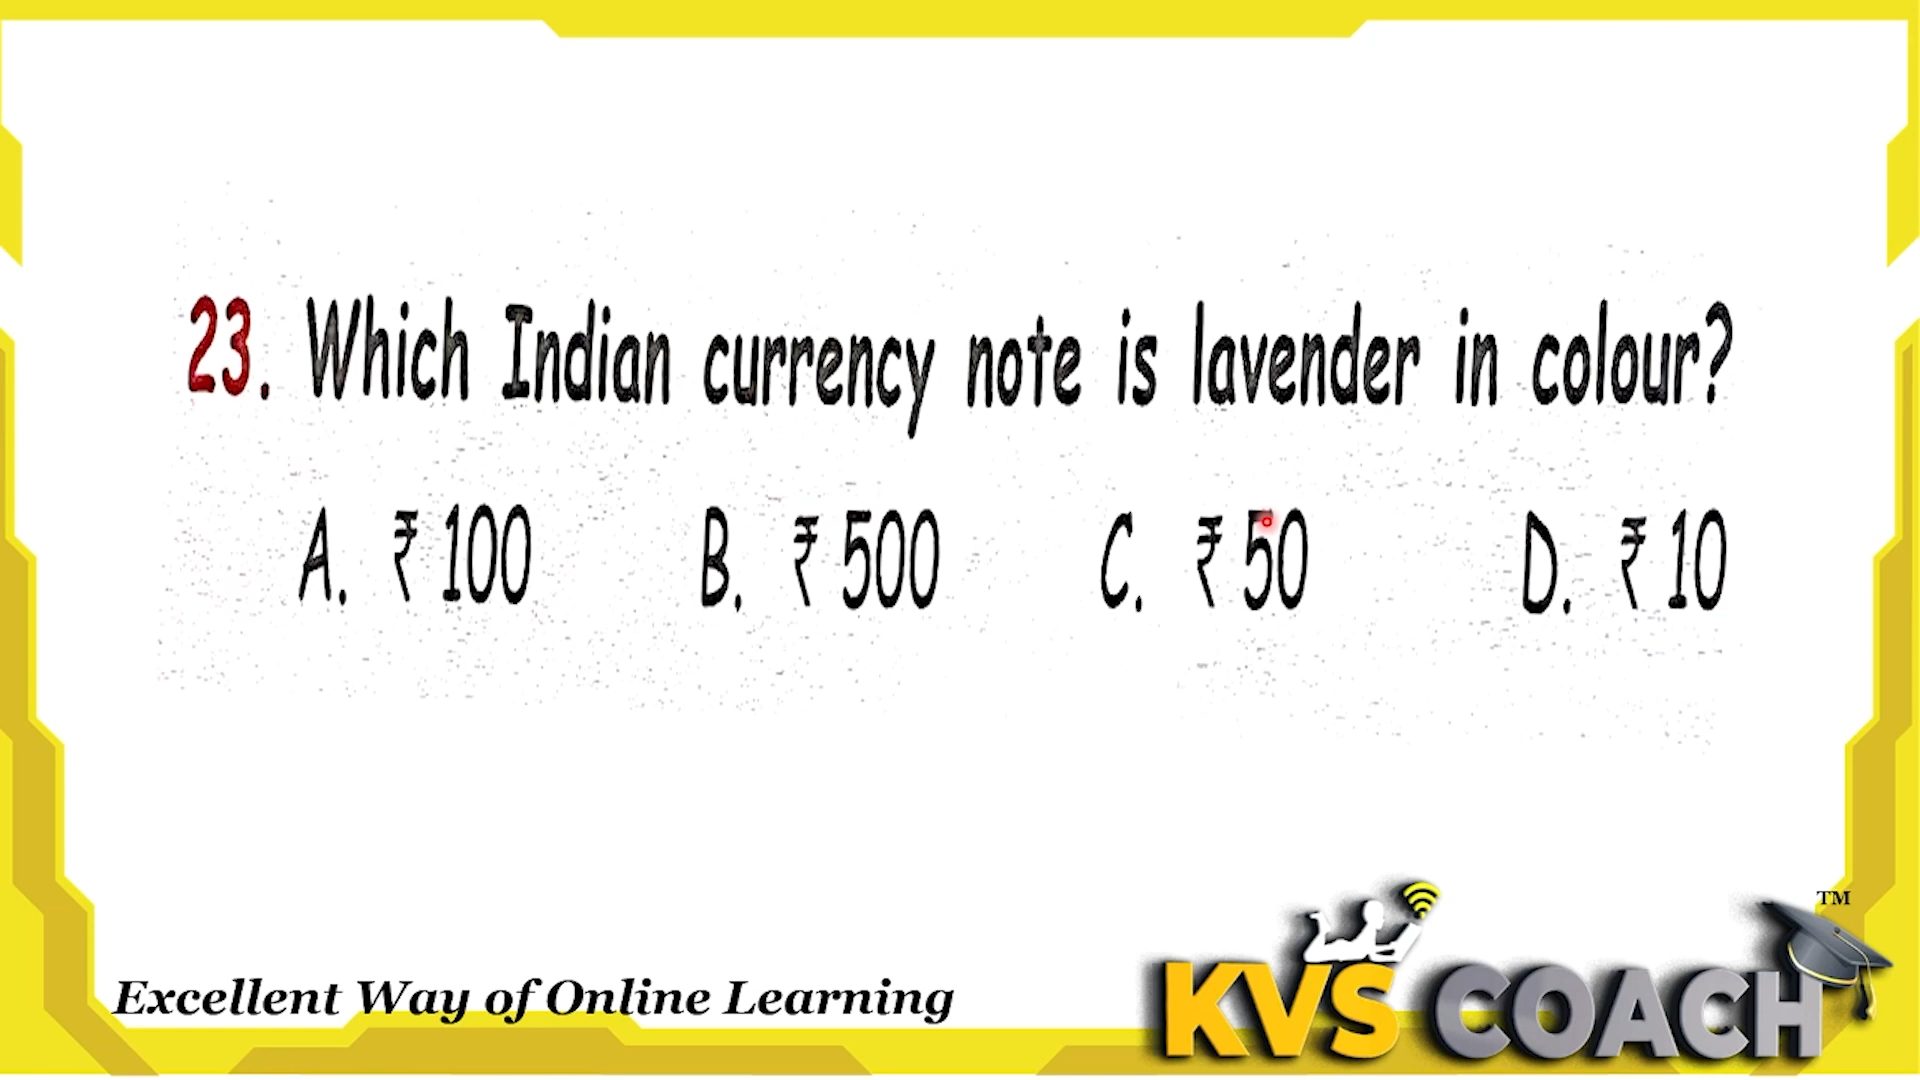 23. Which Indian currency note is lavender in colour?
A. ₹ 100 B. ₹ 500 C. ₹ 50 D. ₹ 10
TM
Excellent Way of Online Learning
KVS COACH